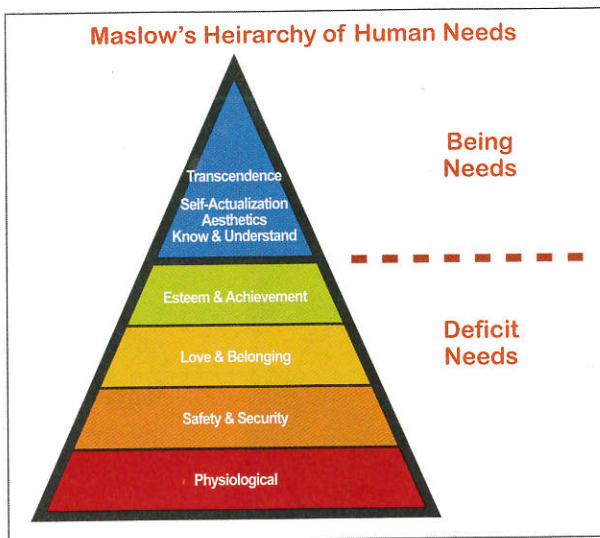 Maslow's Heirarchy of Human Needs
Transcendence
Self-Actualization
Aesthetics
Know & Understand
Being
Needs
Esteem & Achievement
Love & Belonging
Deficit
Needs
Safety & Security
Physiological